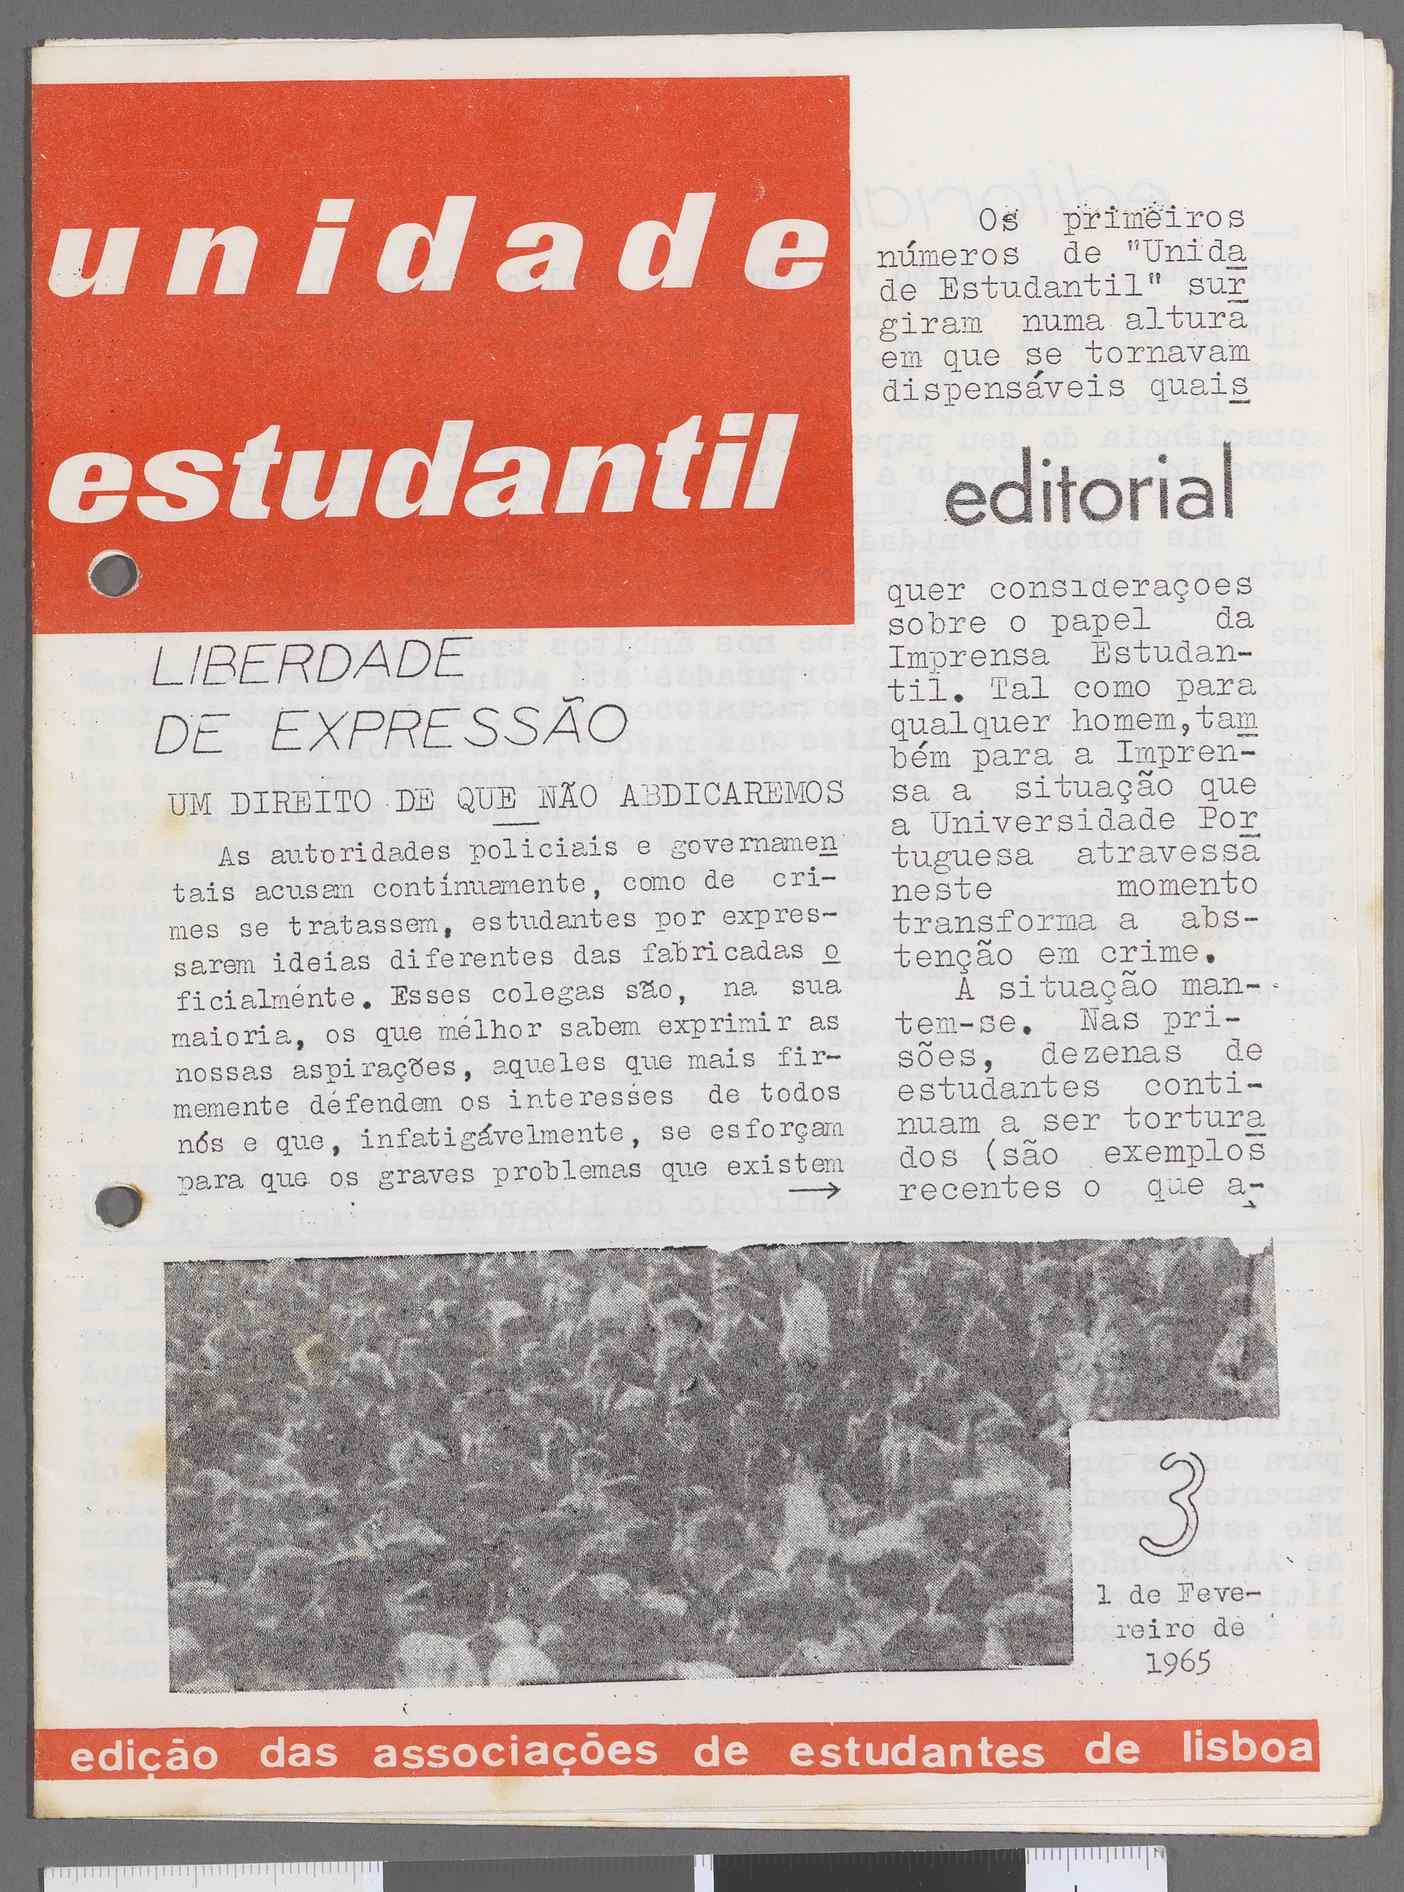 unidade
estudantil
LIBERDADE
DE EXPRESSÃO
UM DIREITO DE QUE NÃO ABDICAREMOS
As autoridades policiais e governamen
tais acusam contínuamente, como de cri-
mes se tratassem, estudantes por expres-
sarem ideias diferentes das fabricadas o
ficialménte. Esses colegas são, na sua
maioria, os que mélhor sabem exprimir as
nossas aspirações, aqueles que mais fir-
memente défendem os interesses de todos
nós e que, infatigávelmente, se esforçam
para que os graves problemas que existem
Os primeiros
números de "Unida
de Estudantil" sur
giram numa altura
em que se tornavam
dispensáveis quais
editorial
quer considerações
sobre o papel da
Imprensa Estudan-
til. Tal como para
qualquer homem, tam
bém para a Impren-
sa a situação que
a Universidade Por
tuguesa atravessa
neste momento
transforma a abs-
tenção em crime.
A situação man-
tem-se. Nas pri-
sões, dezenas de
estudantes conti-
nuam a ser tortura
dos (são exemplos
recentes o que a-
3
1 de Feve-
reiro de
1965
edição das associações de estudantes de lisboa